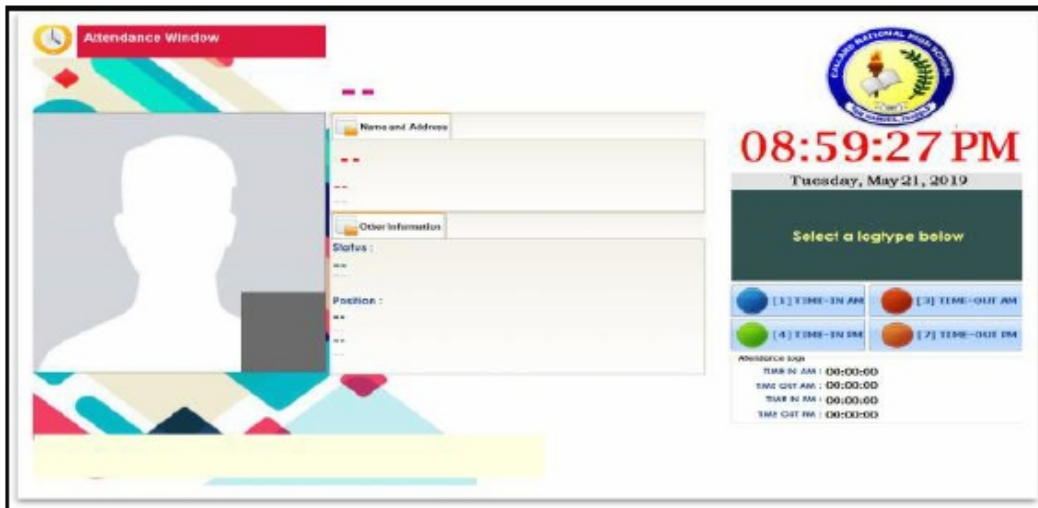 Attendance Window
--
Name and Address
--
--
--
Other Information
Status :
--
--
Position :
--
--
--
--
NATIONAL HIGH SCHOOL
08:59:27 PM
Tuesday, May 21, 2019
Select a logtype below
[1] TIME-IN AM
[3] TIME-OUT AM
[4] TIME-IN PM
[7] TIME-OUT PM
Attendance logs
TIME IN AM : 00:00:00
TIME OUT AM : 00:00:00
TIME IN PM : 00:00:00
TIME OUT PM : 00:00:00